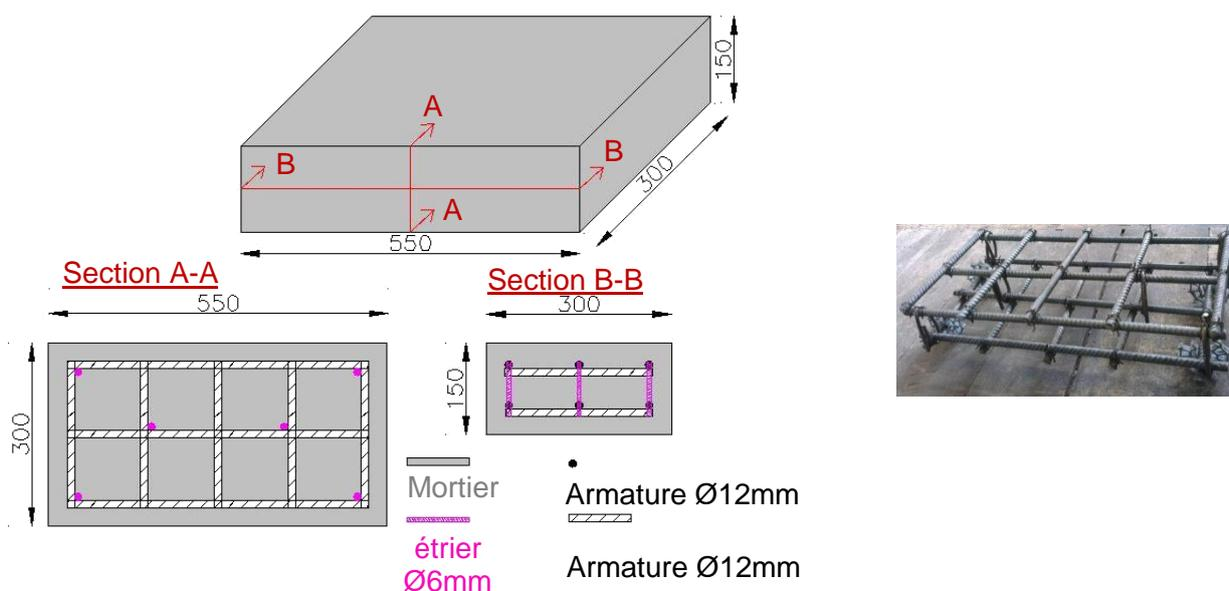 A
B
B
A
150
300
550
Section A-A
550
300
Section B-B
300
150
Mortier
étrier
Ø6mm
Armature Ø12mm
Armature Ø12mm